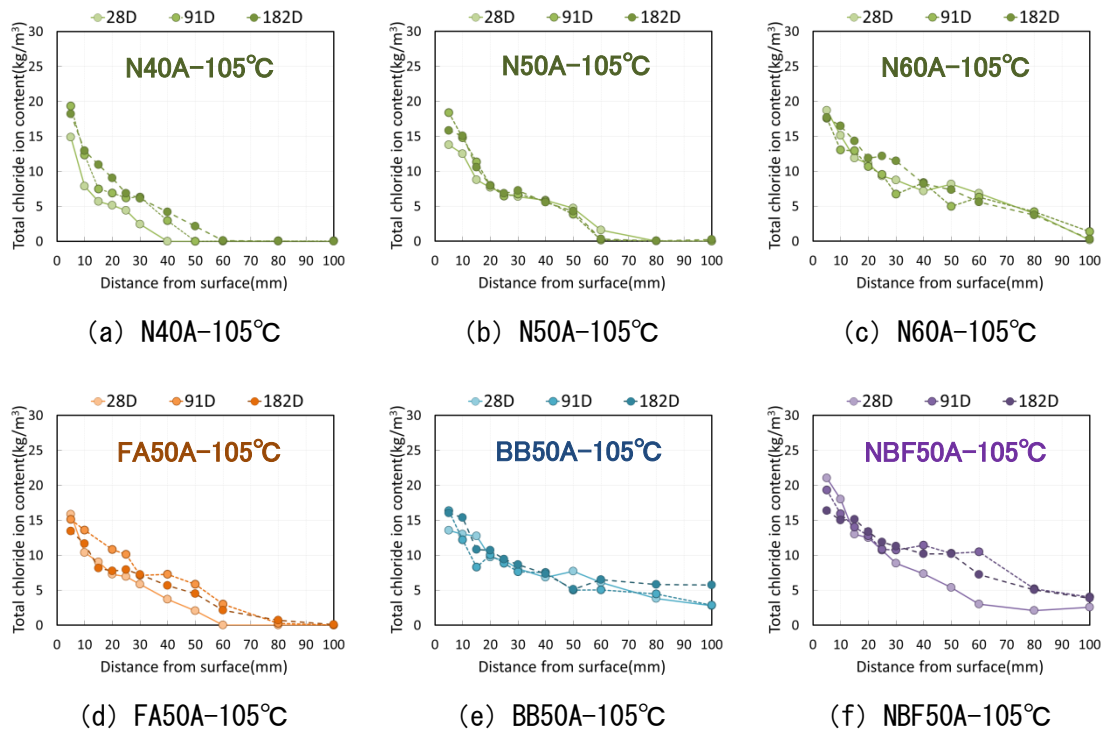 28D 91D 182D
Total chloride ion content(kg/m³)
30
25
20
15
10
5
0
N40A-105℃
0 10 20 30 40 50 60 70 80 90 100
Distance from surface(mm)
(a) N40A-105℃
28D 91D 182D
Total chloride ion content(kg/m³)
30
25
20
15
10
5
0
N50A-105℃
0 10 20 30 40 50 60 70 80 90 100
Distance from surface(mm)
(b) N50A-105℃
28D 91D 182D
Total chloride ion content(kg/m³)
30
25
20
15
10
5
0
N60A-105℃
0 10 20 30 40 50 60 70 80 90 100
Distance from surface(mm)
(c) N60A-105℃
28D 91D 182D
Total chloride ion content(kg/m³)
30
25
20
15
10
5
0
FA50A-105℃
0 10 20 30 40 50 60 70 80 90 100
Distance from surface(mm)
(d) FA50A-105℃
28D 91D 182D
Total chloride ion content(kg/m³)
30
25
20
15
10
5
0
BB50A-105℃
0 10 20 30 40 50 60 70 80 90 100
Distance from surface(mm)
(e) BB50A-105℃
28D 91D 182D
Total chloride ion content(kg/m³)
30
25
20
15
10
5
0
NBF50A-105℃
0 10 20 30 40 50 60 70 80 90 100
Distance from surface(mm)
(f) NBF50A-105℃